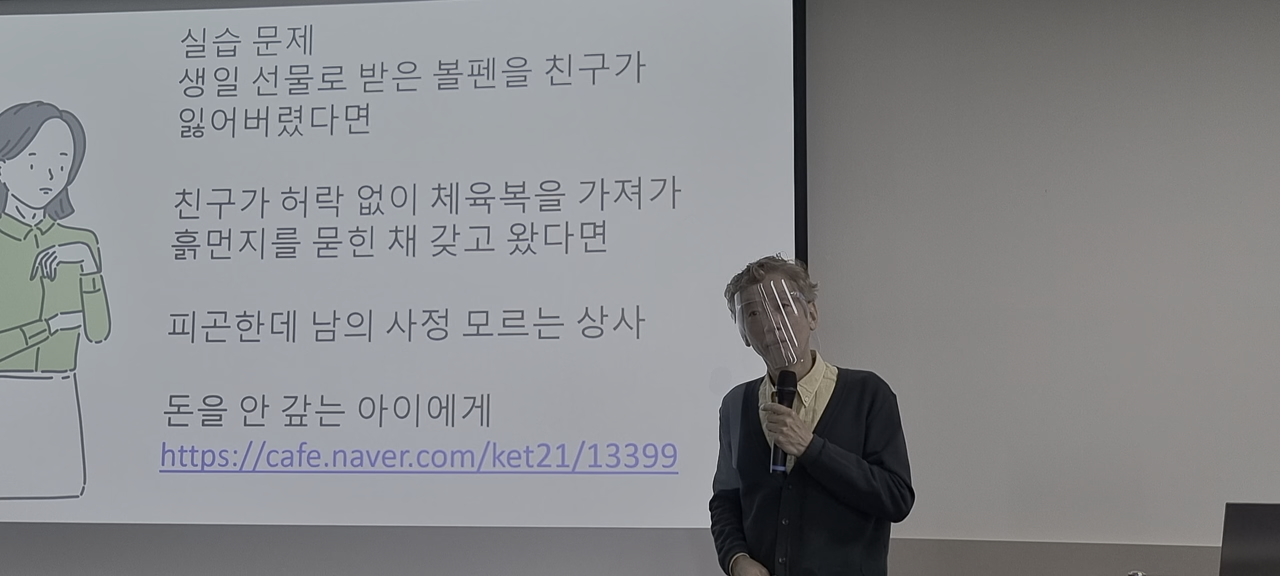 실습 문제
생일 선물로 받은 볼펜을 친구가
잃어버렸다면
친구가 허락 없이 체육복을 가져가
흙먼지를 묻힌 채 갖고 왔다면
피곤한데 남의 사정 모르는 상사
돈을 안 갚는 아이에게
https://cafe.naver.com/ket21/13399